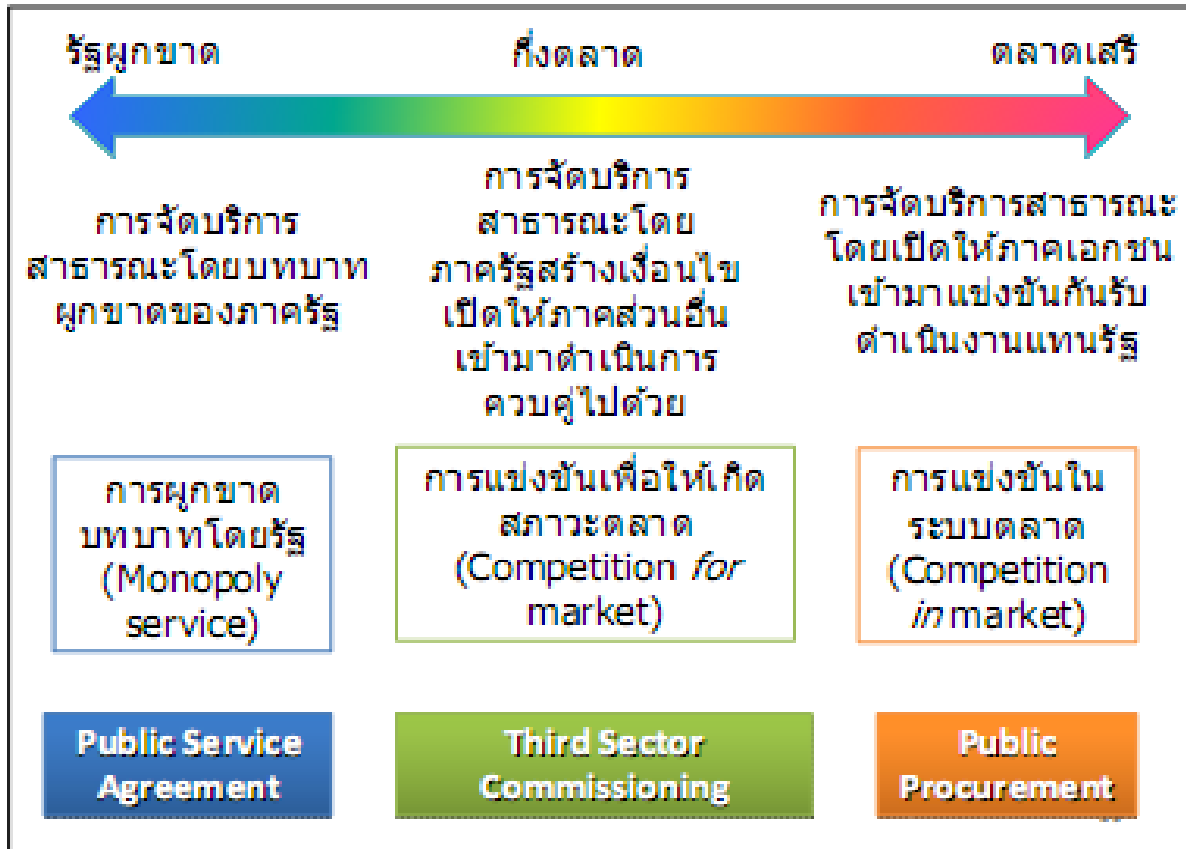 รัฐผูกขาด กึ่งตลาด ตลาดเสรี
การจัดบริการ
สาธารณะโดยบทบาท
ผูกขาดของภาครัฐ
การจัดบริการ
สาธารณะโดย
ภาครัฐสร้างเงื่อนไข
เปิดให้ภาคส่วนอื่น
เข้ามาดำเนินการ
ควบคู่ไปด้วย
การจัดบริการสาธารณะ
โดยเปิดให้ภาคเอกชน
เข้ามาแข่งขันกันรับ
ดำเนินงานแทนรัฐ
การผูกขาด
บทบาทโดยรัฐ
(Monopoly
service)
การแข่งขันเพื่อให้เกิด
สภาวะตลาด
(Competition for
market)
การแข่งขันใน
ระบบตลาด
(Competition
in market)
Public Service
Agreement
Third Sector
Commissioning
Public
Procurement